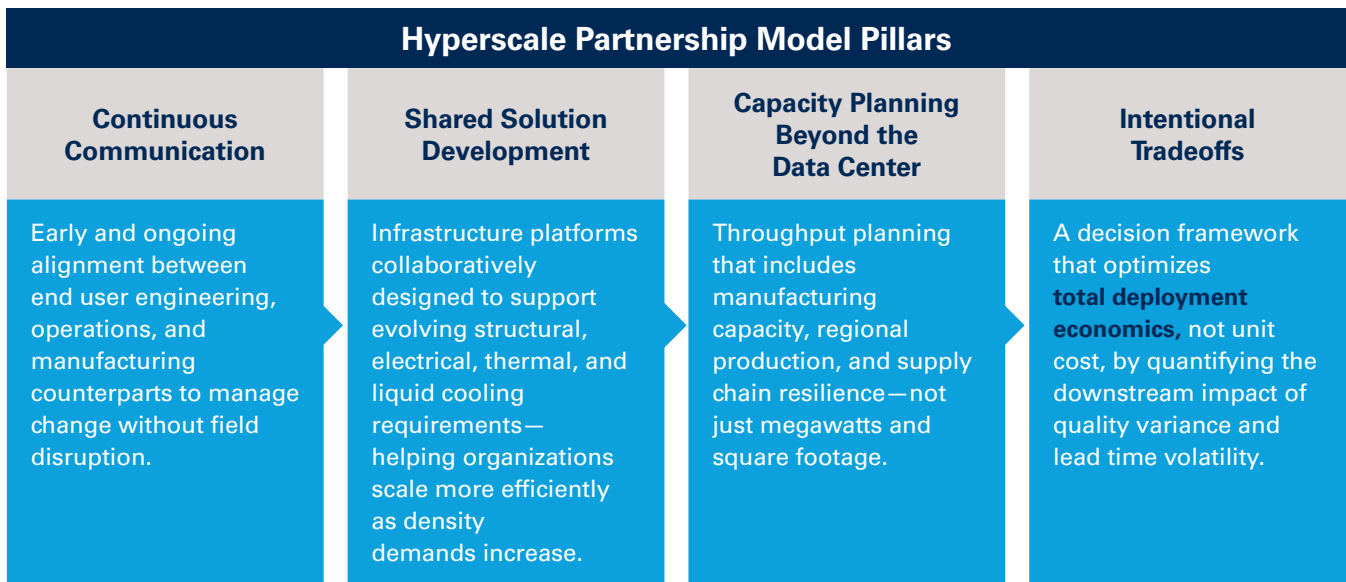 Hyperscale Partnership Model Pillars
Continuous
Communication
Early and ongoing
alignment between
end user engineering,
operations, and
manufacturing
counterparts to manage
change without field
disruption.
Shared Solution
Development
Infrastructure platforms
collaboratively
designed to support
evolving structural,
electrical, thermal, and
liquid cooling
requirements—
helping organizations
scale more efficiently
as density
demands increase.
Capacity Planning
Beyond the
Data Center
Throughput planning
that includes
manufacturing
capacity, regional
production, and supply
chain resilience—not
just megawatts and
square footage.
Intentional
Tradeoffs
A decision framework
that optimizes
total deployment
economics, not unit
cost, by quantifying the
downstream impact of
quality variance and
lead time volatility.